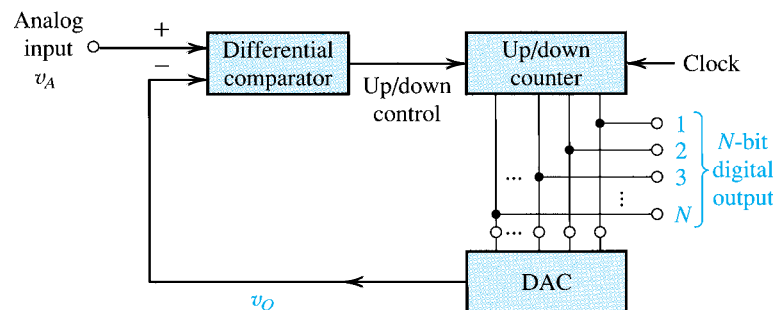 Analog
input
v_A
+
−
Differential
comparator
Up/down
control
Up/down
counter
Clock
1
2
3
...
⋮
N
...
N-bit
digital
output
DAC
v_O